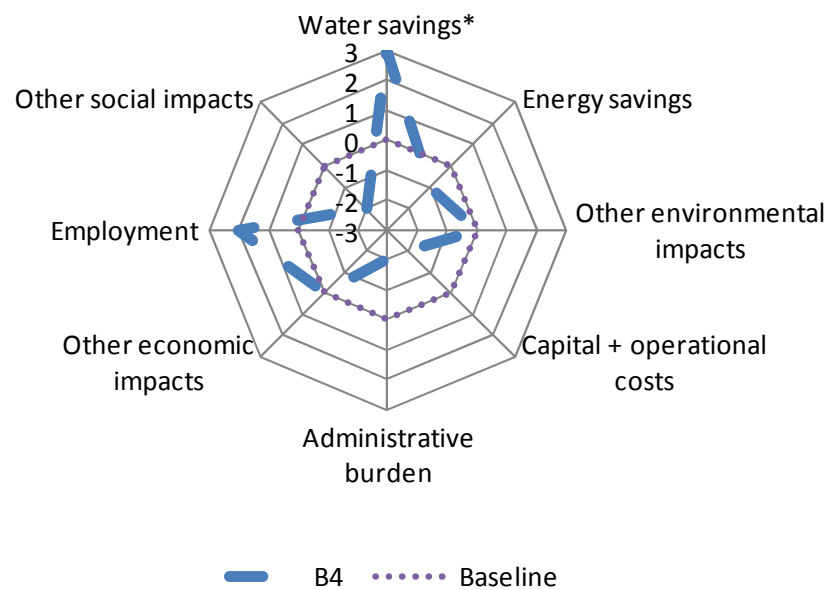 Water savings*
3
2
1
0
-1
-2
-3
Other social impacts
Energy savings
Employment
Other environmental
impacts
Other economic
impacts
Capital + operational
costs
Administrative
burden
B4
Baseline